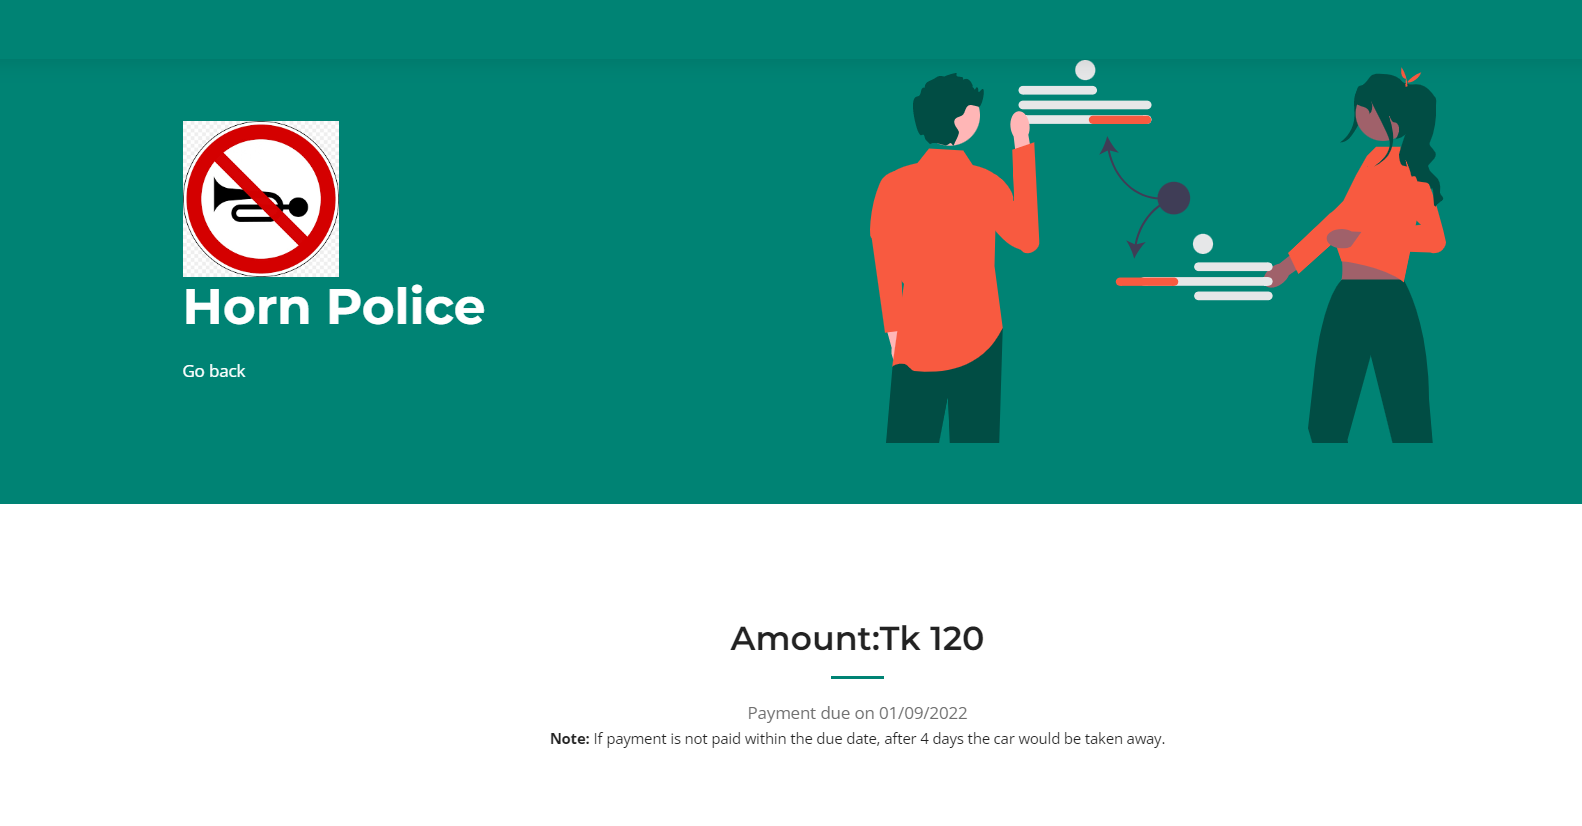 Horn Police
Go back
Amount:Tk 120
Payment due on 01/09/2022
Note: If payment is not paid within the due date, after 4 days the car would be taken away.